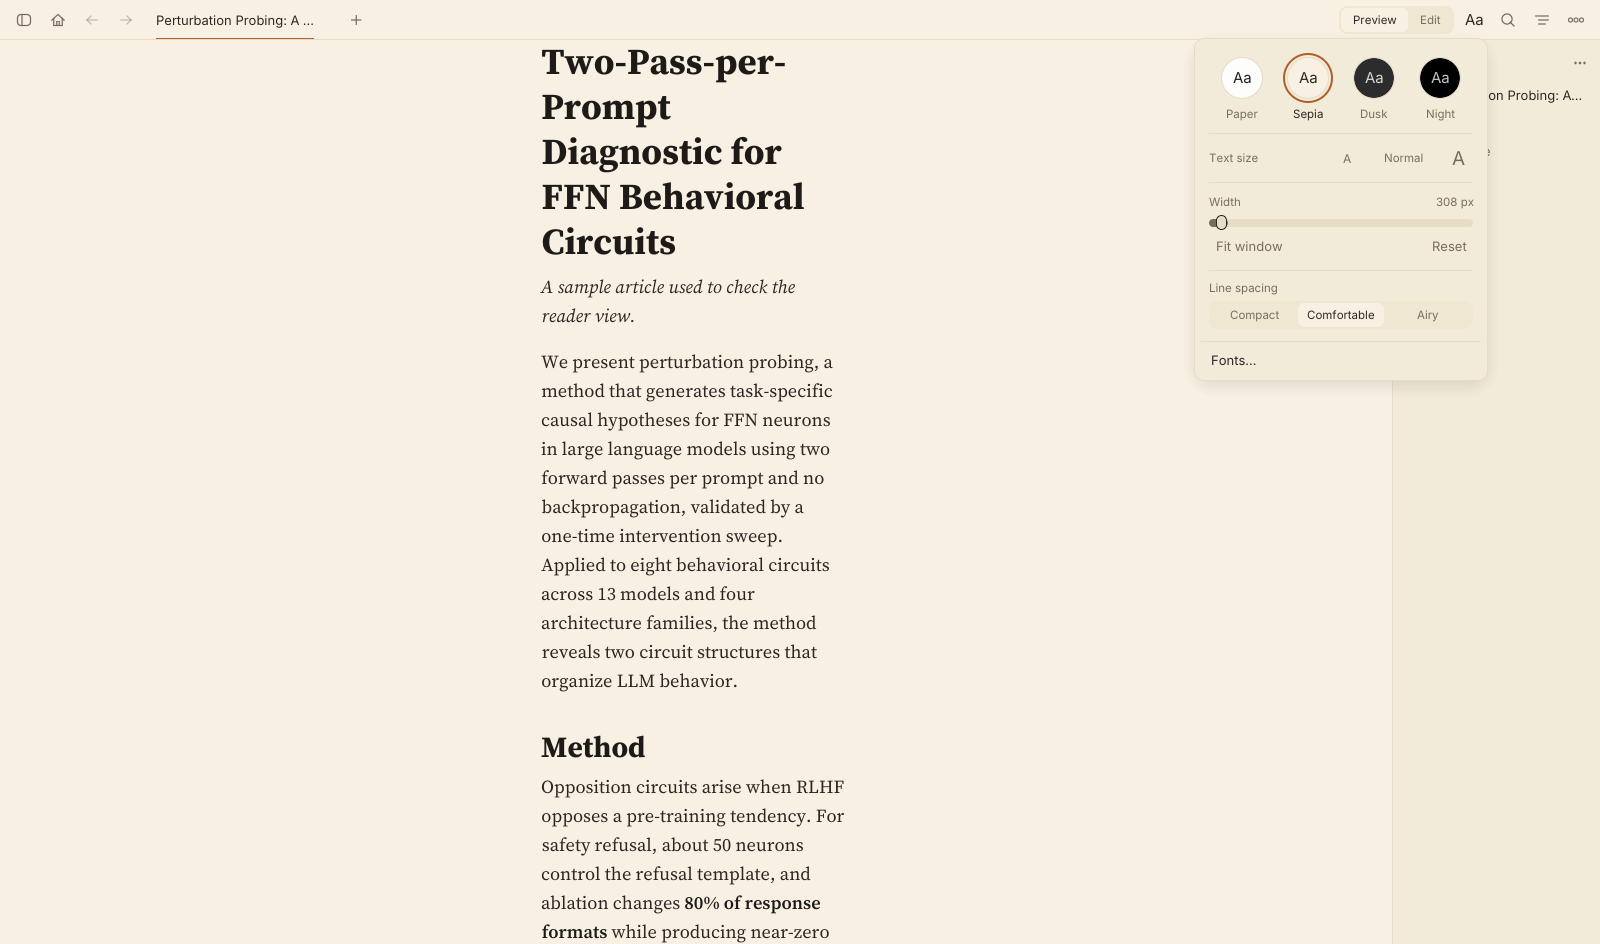 Perturbation Probing: A ...
Preview
Edit
Aa
Two-Pass-per-
Prompt
Diagnostic for
FFN Behavioral
Circuits
A sample article used to check the
reader view.
We present perturbation probing, a
method that generates task-specific
causal hypotheses for FFN neurons
in large language models using two
forward passes per prompt and no
backpropagation, validated by a
one-time intervention sweep.
Applied to eight behavioral circuits
across 13 models and four
architecture families, the method
reveals two circuit structures that
organize LLM behavior.
Method
Opposition circuits arise when RLHF
opposes a pre-training tendency. For
safety refusal, about 50 neurons
control the refusal template, and
ablation changes 80% of response
formats while producing near-zero
Aa Aa Aa Aa
Paper Sepia Dusk Night
Text size A Normal A
Width 308 px
Fit window Reset
Line spacing
Compact Comfortable Airy
Fonts...
on Probing: A...
e